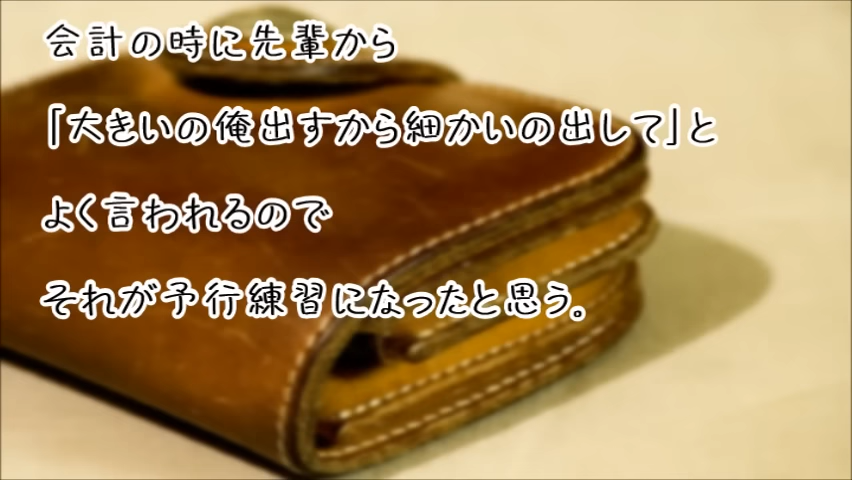 会計の時に先輩から
「大きいの俺出すから細かいの出して」と
よく言われるので
それが予行練習になったと思う。